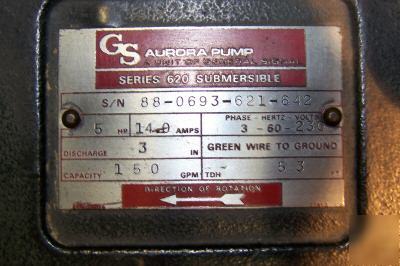 GS AURORA PUMP
A UNIT OF GENERAL SIGNAL
SERIES 620 SUBMERSIBLE
S/N 88-0693-621-642
PHASE - HERTZ - VOLTS
5 HP 14.0 AMPS 3-60-230
DISCHARGE 3 IN GREEN WIRE TO GROUND
CAPACITY 150 GPM TDH 53
DIRECTION OF ROTATION